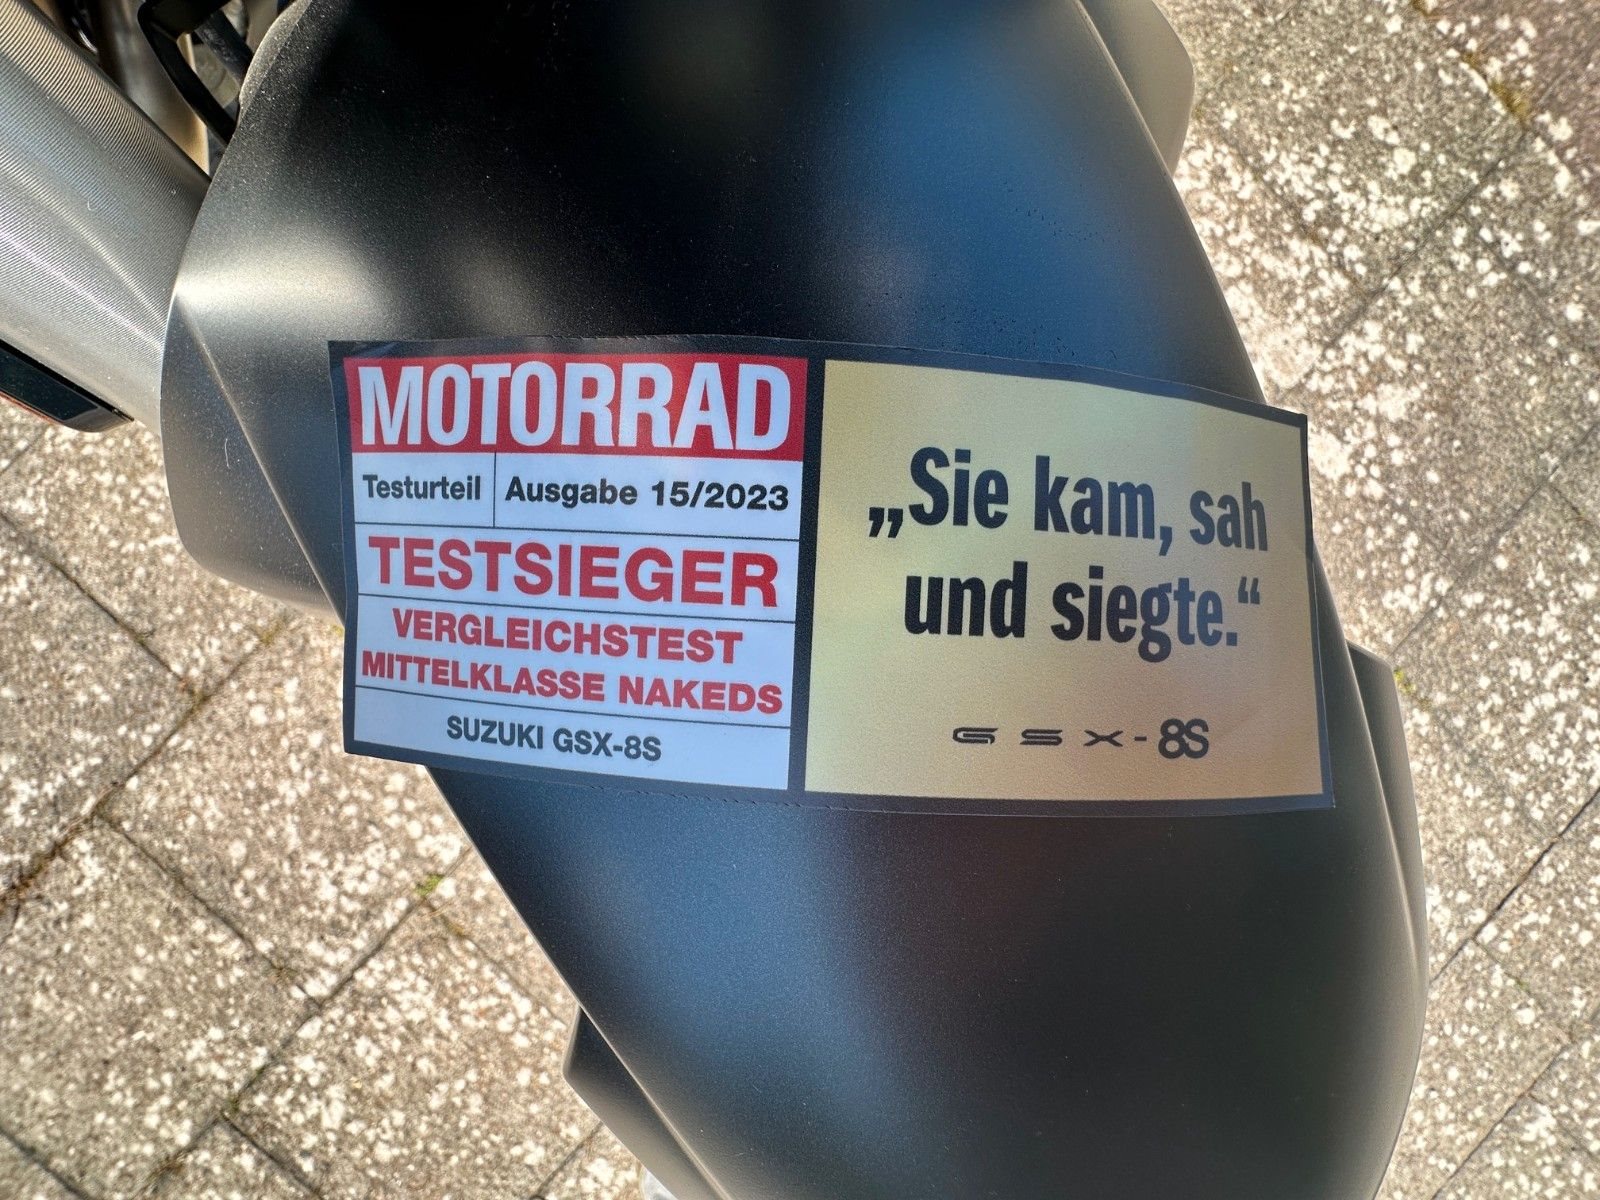 MOTORRAD
Testurteil Ausgabe 15/2023
TESTSIEGER
VERGLEICHSTEST
MITTELKLASSE NAKEDS
SUZUKI GSX-8S
„Sie kam, sah
und siegte.“
GSX-8S